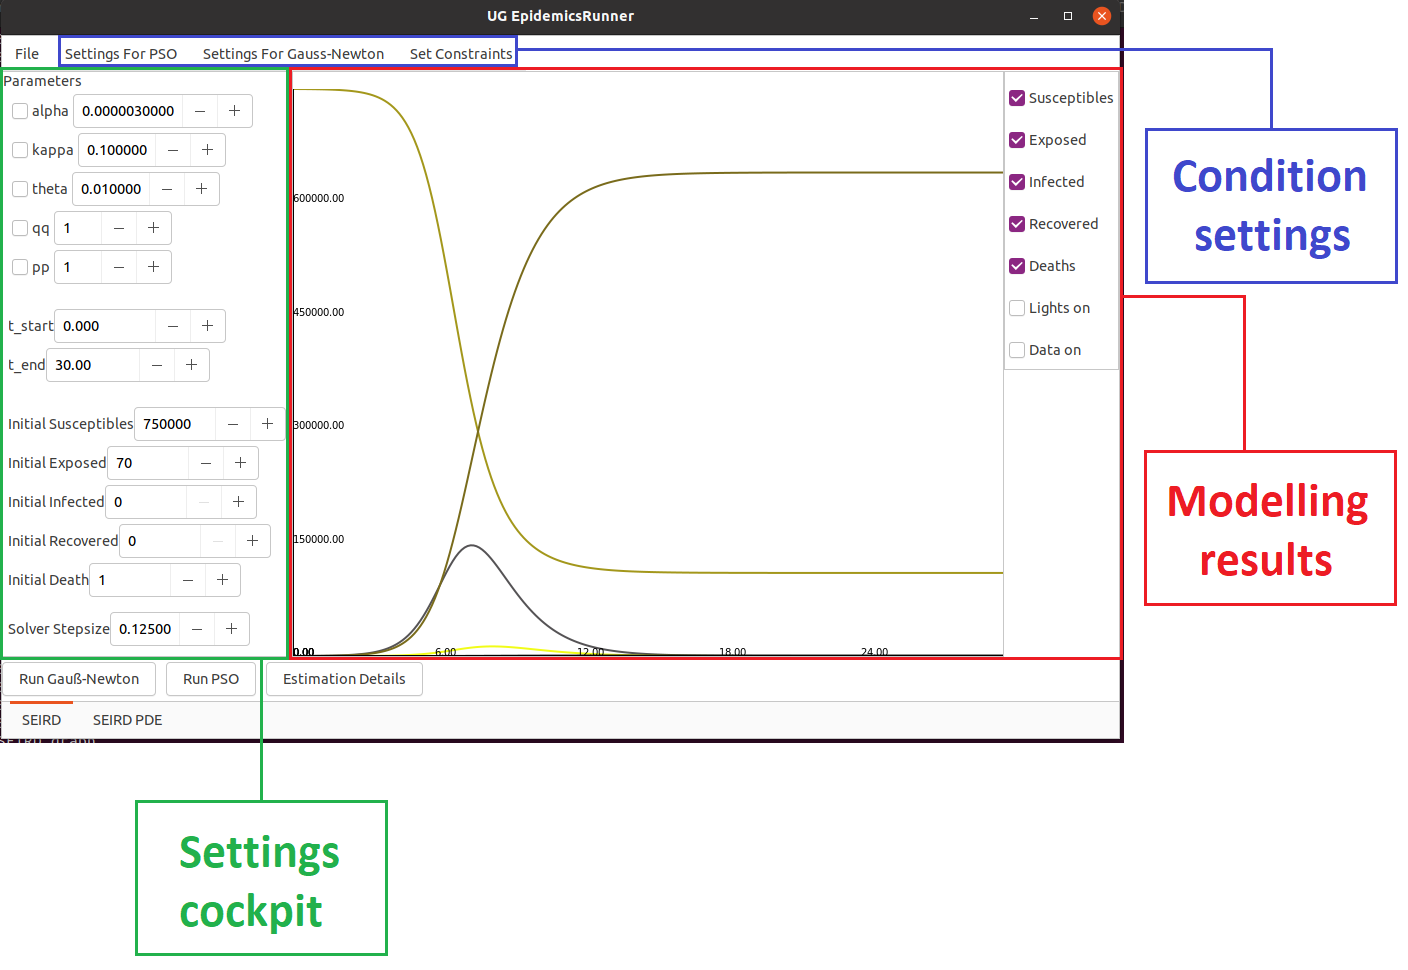 UG EpidemicsRunner
File Settings For PSO Settings For Gauss-Newton Set Constraints
Parameters
alpha 0.0000030000 − +
kappa 0.100000 − +
theta 0.010000 − +
qq 1 − +
pp 1 − +
t_start 0.000 − +
t_end 30.00 − +
Initial Susceptibles 750000 − +
Initial Exposed 70 − +
Initial Infected 0 − +
Initial Recovered 0 − +
Initial Death 1 − +
Solver Stepsize 0.12500 − +
600000.00
450000.00
300000.00
150000.00
0.00 6.00 12.00 18.00 24.00
Susceptibles
Exposed
Infected
Recovered
Deaths
Lights on
Data on
Run Gauß-Newton Run PSO Estimation Details
SEIRD SEIRD PDE
Condition
settings
Modelling
results
Settings
cockpit